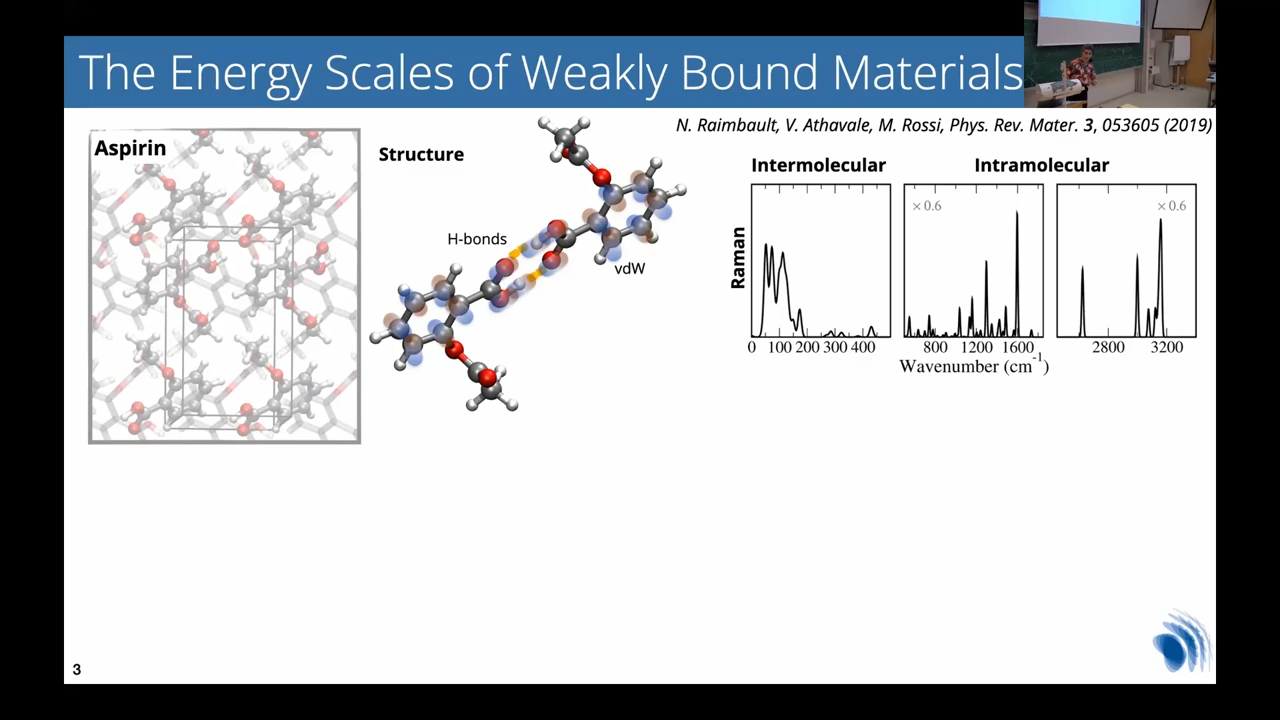 The Energy Scales of Weakly Bound Materials
N. Raimbault, V. Athavale, M. Rossi, Phys. Rev. Mater. 3, 053605 (2019)
Aspirin
Structure
H-bonds
vdW
Intermolecular
Intramolecular
× 0.6
× 0.6
Raman
0 100 200 300 400
800 1200 1600
2800 3200
Wavenumber (cm-1)
3